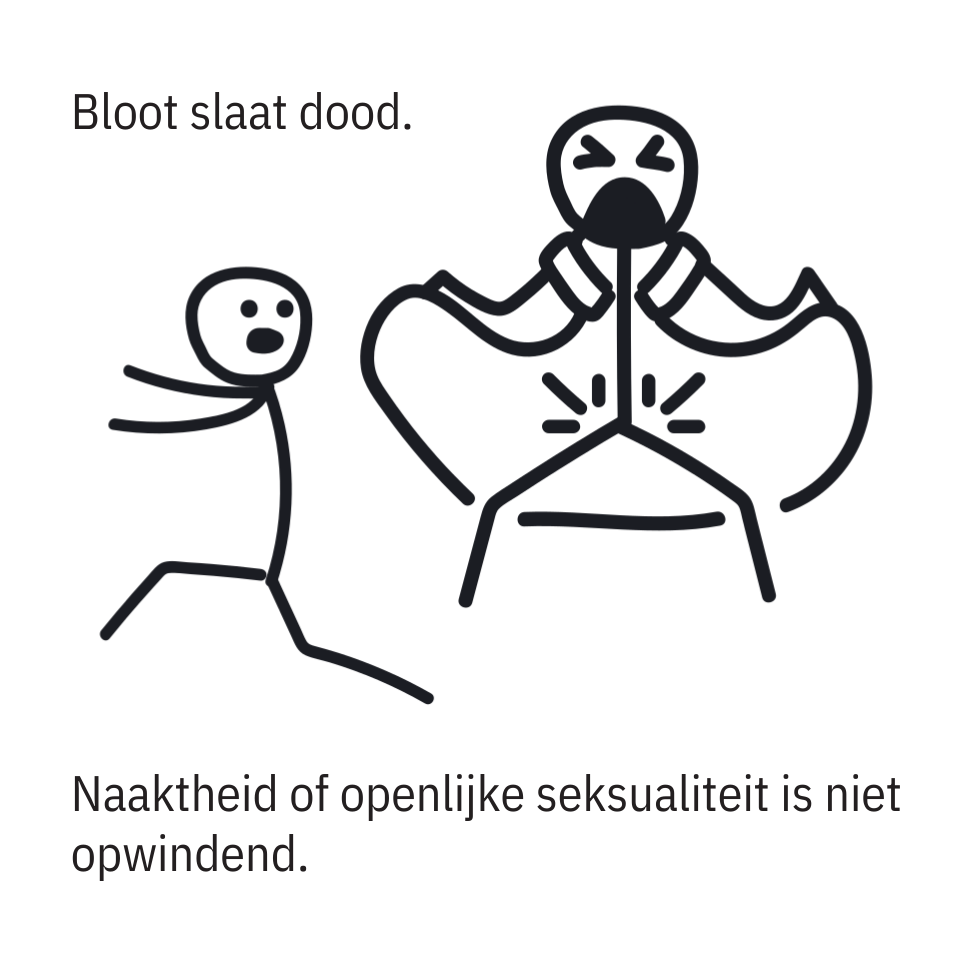 Bloot slaat dood.
Naaktheid of openlijke seksualiteit is niet
opwindend.